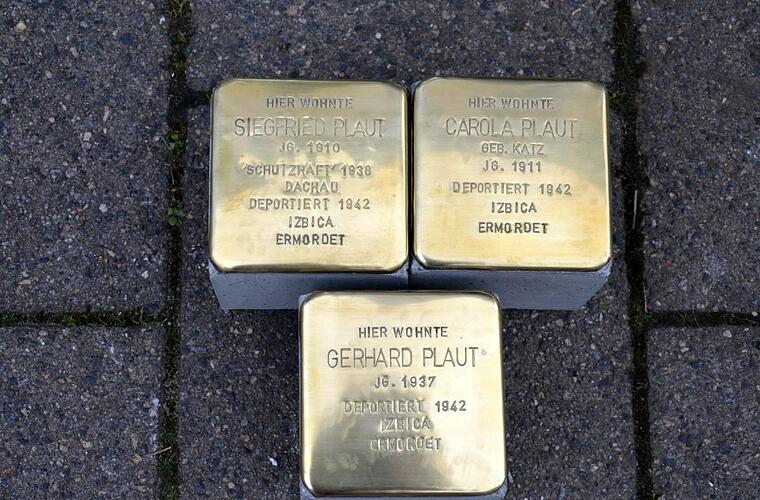 HIER WOHNTE
SIEGFRIED PLAUT
JG. 1910
'SCHUTZHAFT' 1938
DACHAU
DEPORTIERT 1942
IZBICA
ERMORDET
HIER WOHNTE
CAROLA PLAUT
GEB. KATZ
JG. 1911
DEPORTIERT 1942
IZBICA
ERMORDET
HIER WOHNTE
GERHARD PLAUT
JG. 1937
DEPORTIERT 1942
IZBICA
ERMORDET